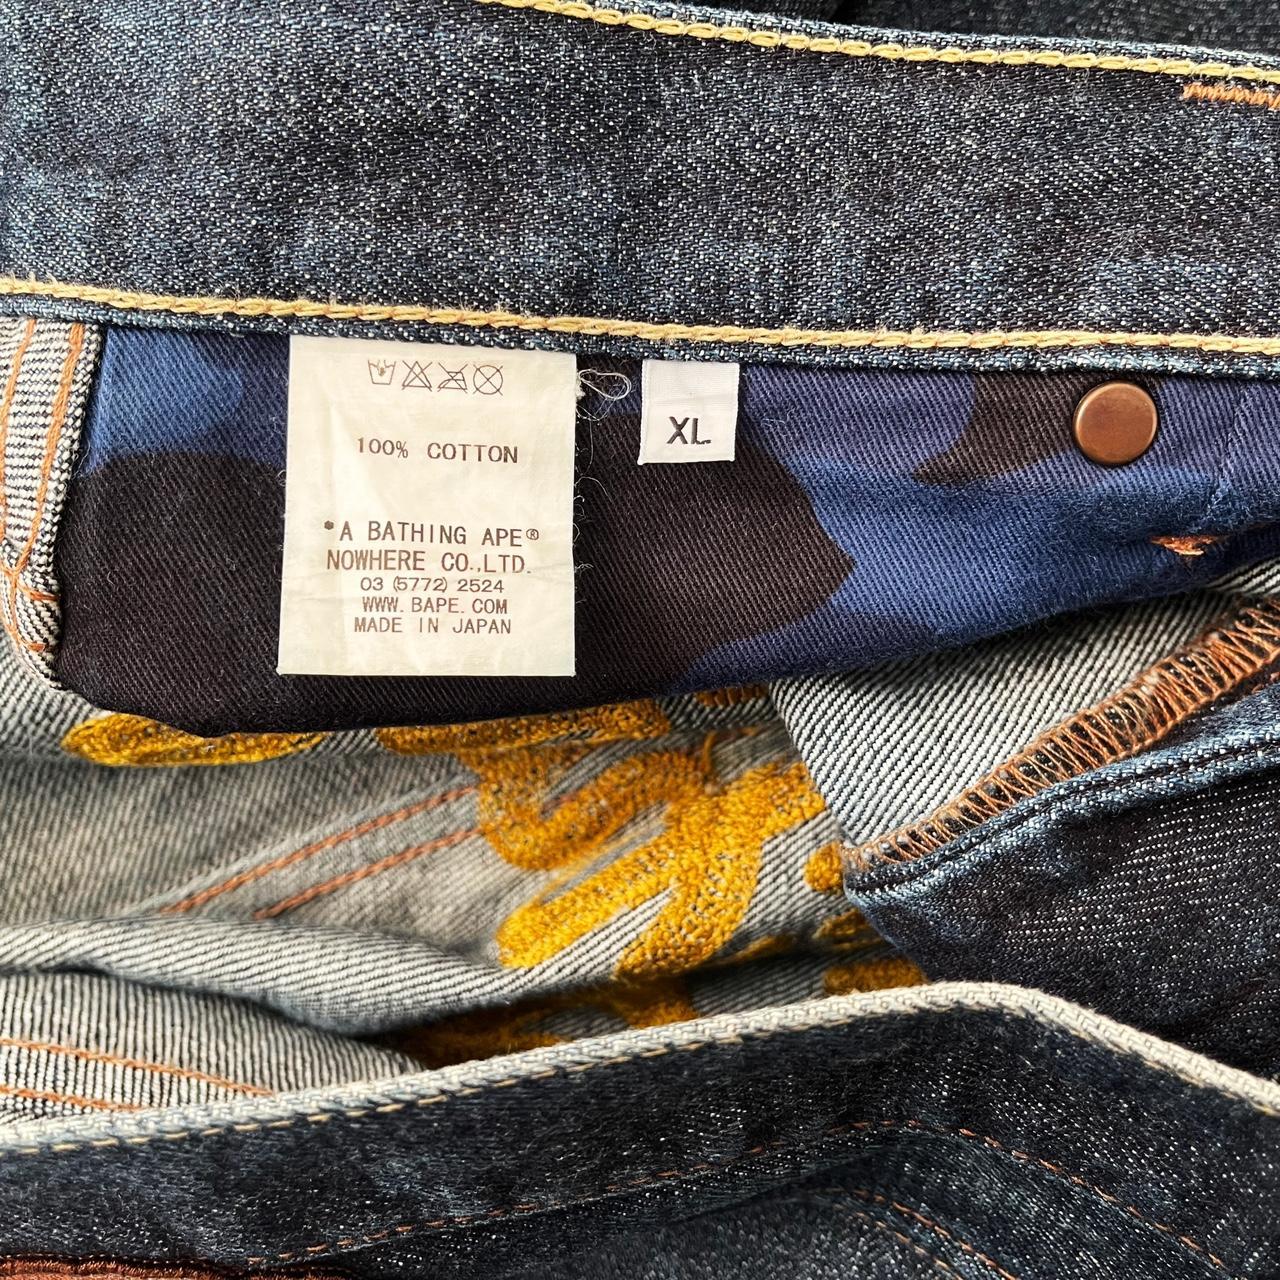 100% COTTON
XL
*A BATHING APE®
NOWHERE CO.,LTD.
03 (5772) 2524
WWW. BAPE. COM
MADE IN JAPAN